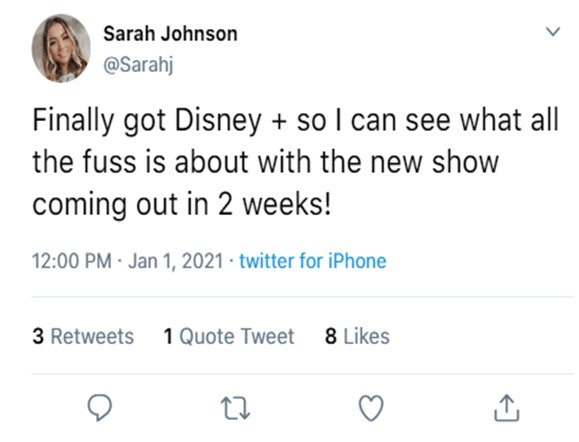 Sarah Johnson
@Sarahj
Finally got Disney + so I can see what all
the fuss is about with the new show
coming out in 2 weeks!
12:00 PM · Jan 1, 2021 · twitter for iPhone
3 Retweets 1 Quote Tweet 8 Likes